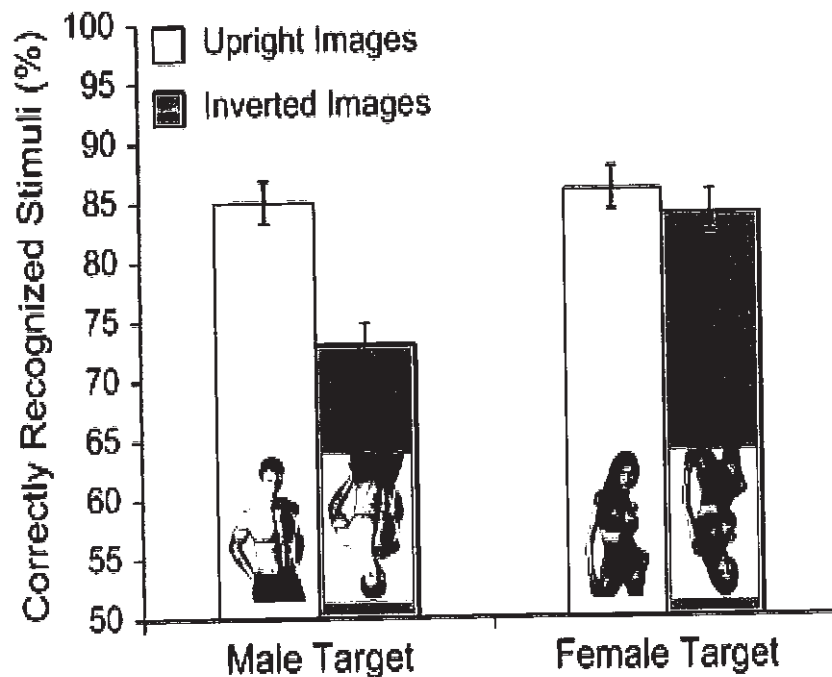 Correctly Recognized Stimuli (%)
100
95
90
85
80
75
70
65
60
55
50
Upright Images
Inverted Images
Male Target
Female Target